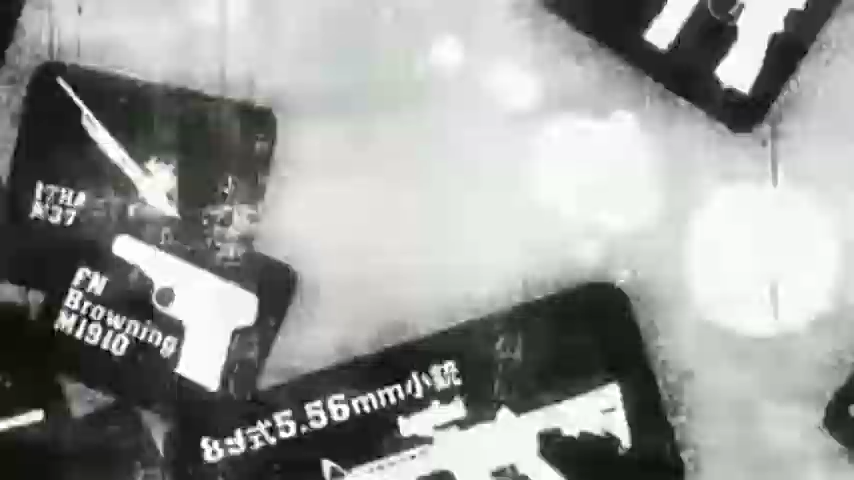 ITHA
M37
FN
Browning
M1910
89式5.56mm小銃